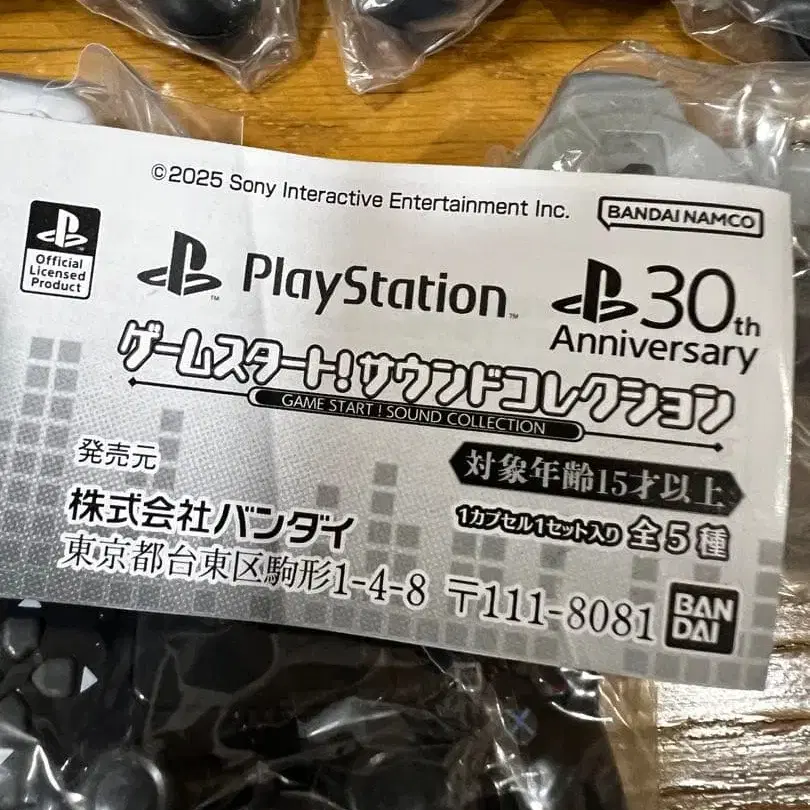 ©2025 Sony Interactive Entertainment Inc.
BANDAI NAMCO
Official
Licensed
Product
PlayStation™
30th
Anniversary
ゲームスタート!サウンドコレクション
GAME START ! SOUND COLLECTION
発売元
対象年齢15才以上
株式会社バンダイ
1カプセル1セット入り 全5種
東京都台東区駒形1-4-8 〒111-8081
BAN
DAI